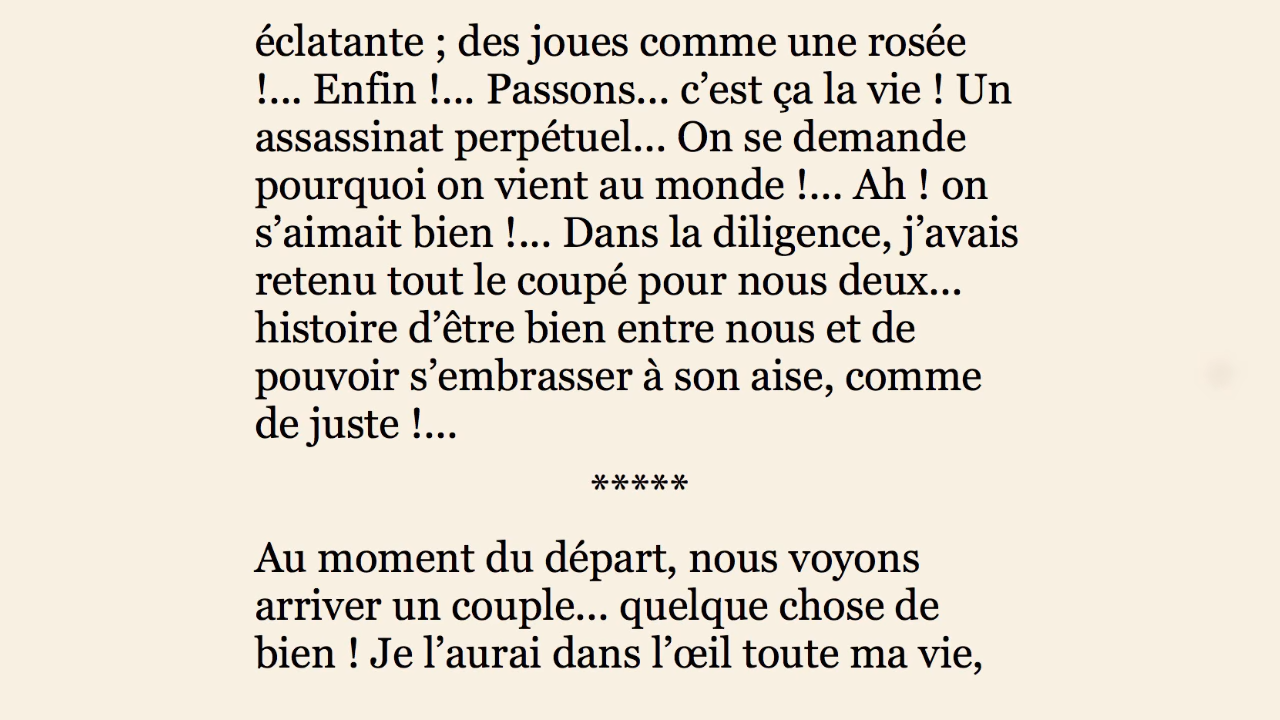 éclatante ; des joues comme une rosée
!... Enfin !... Passons... c’est ça la vie ! Un
assassinat perpétuel... On se demande
pourquoi on vient au monde !... Ah ! on
s’aimait bien !... Dans la diligence, j’avais
retenu tout le coupé pour nous deux...
histoire d’être bien entre nous et de
pouvoir s’embrasser à son aise, comme
de juste !...
*****
Au moment du départ, nous voyons
arriver un couple... quelque chose de
bien ! Je l’aurai dans l’œil toute ma vie,